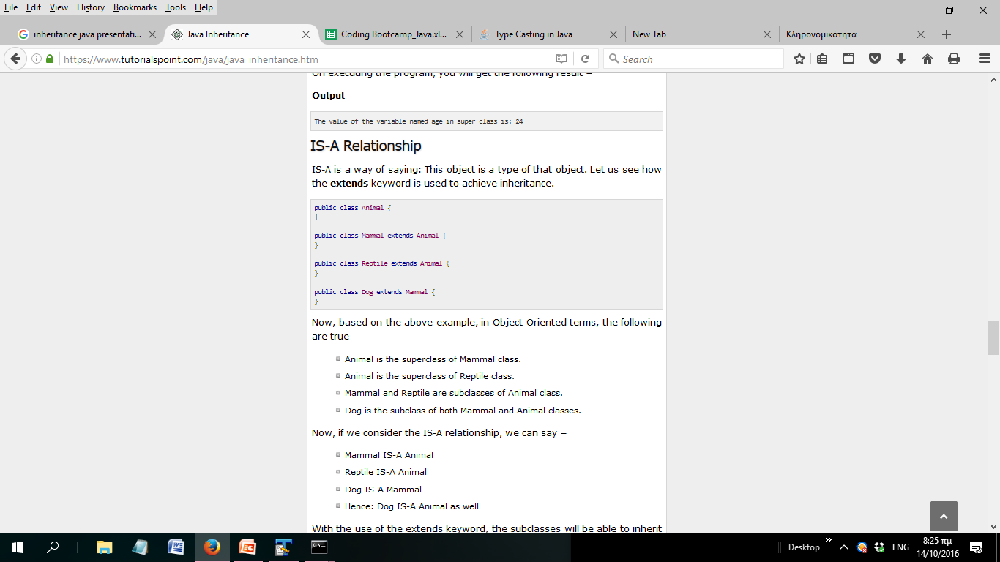 File Edit View History Bookmarks Tools Help
inheritance java presentati... Java Inheritance Coding Bootcamp_Java.xl... Type Casting in Java New Tab Κληρονομικότητα
https://www.tutorialspoint.com/java/java_inheritance.htm Search
On executing the program, you will get the following result −
Output
The value of the variable named age in super class is: 24
IS-A Relationship
IS-A is a way of saying: This object is a type of that object. Let us see how
the extends keyword is used to achieve inheritance.
public class Animal {
}
public class Mammal extends Animal {
}
public class Reptile extends Animal {
}
public class Dog extends Mammal {
}
Now, based on the above example, in Object-Oriented terms, the following
are true −
Animal is the superclass of Mammal class.
Animal is the superclass of Reptile class.
Mammal and Reptile are subclasses of Animal class.
Dog is the subclass of both Mammal and Animal classes.
Now, if we consider the IS-A relationship, we can say −
Mammal IS-A Animal
Reptile IS-A Animal
Dog IS-A Mammal
Hence: Dog IS-A Animal as well
With the use of the extends keyword, the subclasses will be able to inherit
Desktop ENG 8:25 πμ
14/10/2016